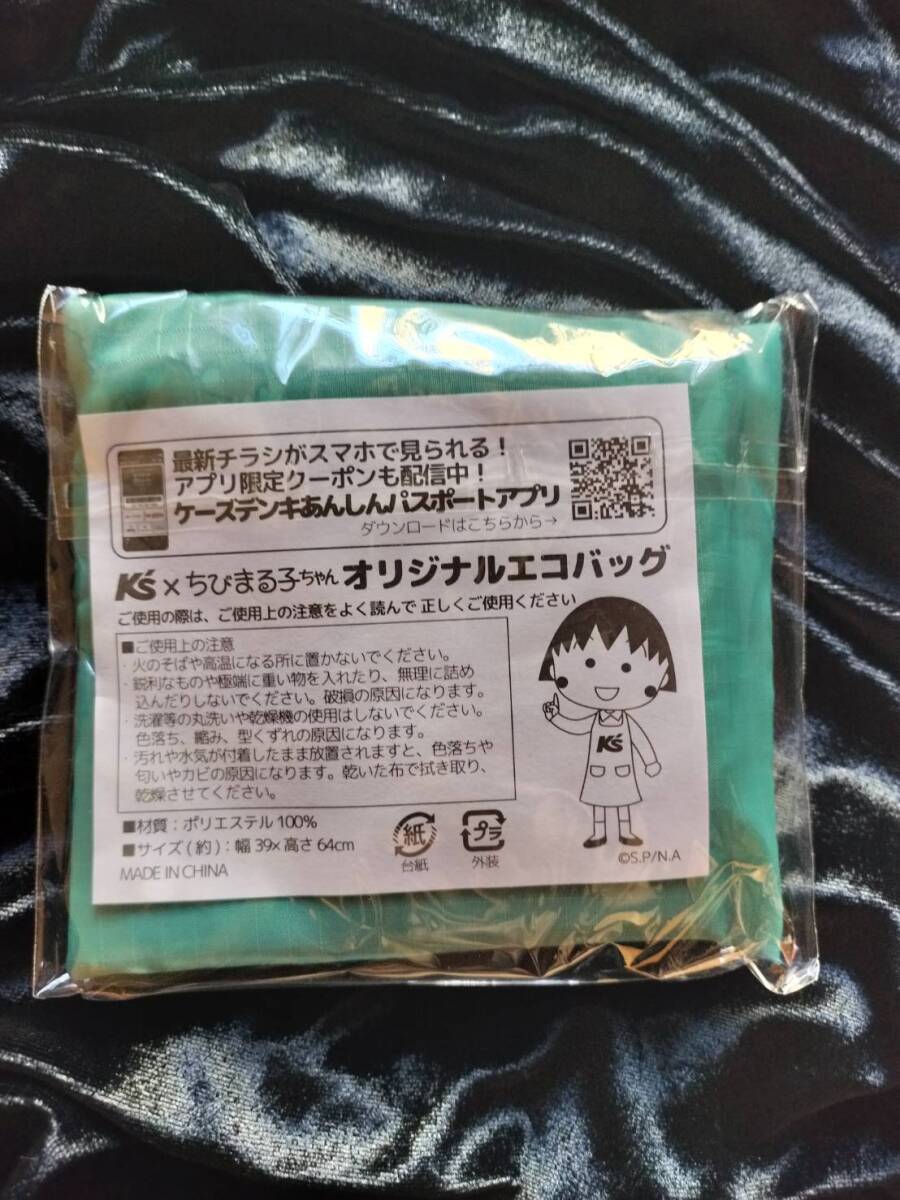 最新チラシがスマホで見られる！
アプリ限定クーポンも配信中！
ケーズデンキあんしんパスポートアプリ
ダウンロードはこちらから→
K's×ちびまる子ちゃん オリジナルエコバッグ
ご使用の際は、ご使用上の注意をよく読んで 正しくご使用ください
■ご使用上の注意
・火のそばや高温になる所に置かないでください。
・鋭利なものや極端に重い物を入れたり、無理に詰め
込んだりしないでください。破損の原因になります。
・洗濯等の丸洗いや乾燥機の使用はしないでください。
色落ち、縮み、型くずれの原因になります。
・汚れや水気が付着したまま放置されますと、色落ちや
匂いやカビの原因になります。乾いた布で拭き取り、
乾燥させてください。
K's
■材質：ポリエステル100%
■サイズ(約)：幅39×高さ64cm
MADE IN CHINA
紙
台紙
プラ
外装
©S.P/N.A